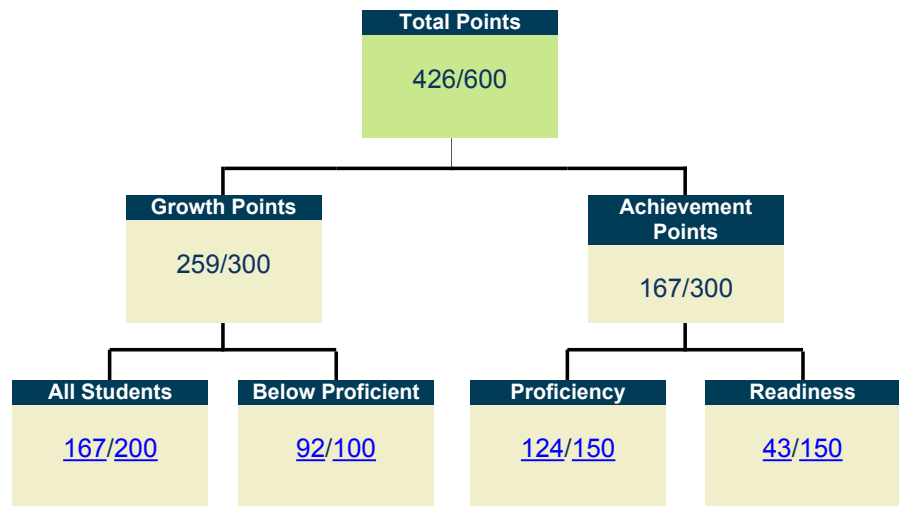 Total Points
426/600
Growth Points
259/300
Achievement
Points
167/300
All Students
167/200
Below Proficient
92/100
Proficiency
124/150
Readiness
43/150